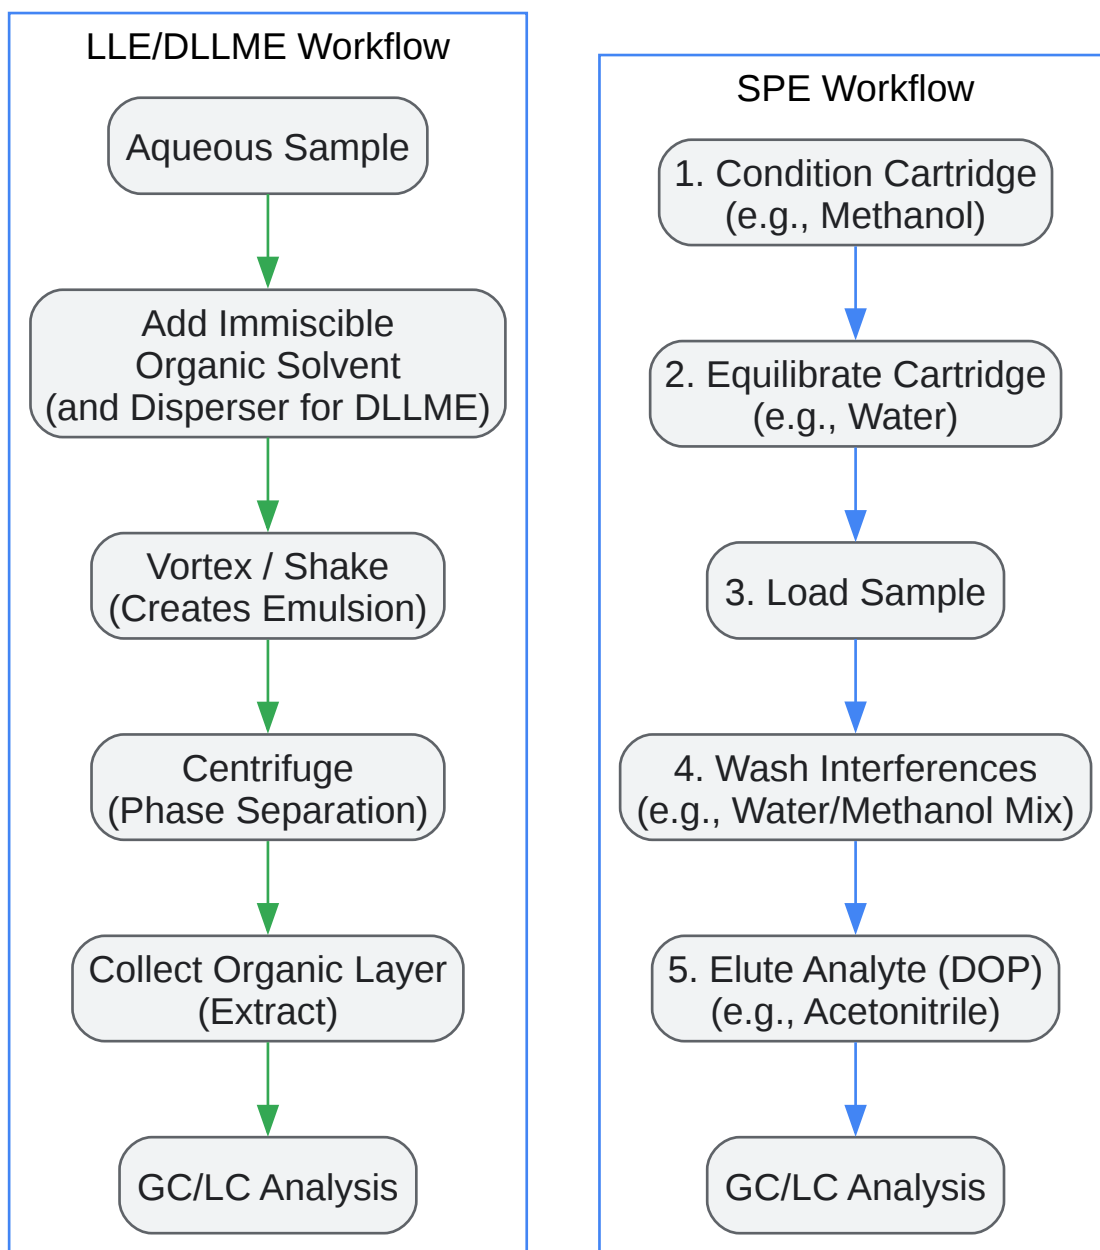 LLE/DLLME Workflow
Aqueous Sample
Add Immiscible
Organic Solvent
(and Disperser for DLLME)
Vortex / Shake
(Creates Emulsion)
Centrifuge
(Phase Separation)
Collect Organic Layer
(Extract)
GC/LC Analysis
SPE Workflow
1. Condition Cartridge
(e.g., Methanol)
2. Equilibrate Cartridge
(e.g., Water)
3. Load Sample
4. Wash Interferences
(e.g., Water/Methanol Mix)
5. Elute Analyte (DOP)
(e.g., Acetonitrile)
GC/LC Analysis